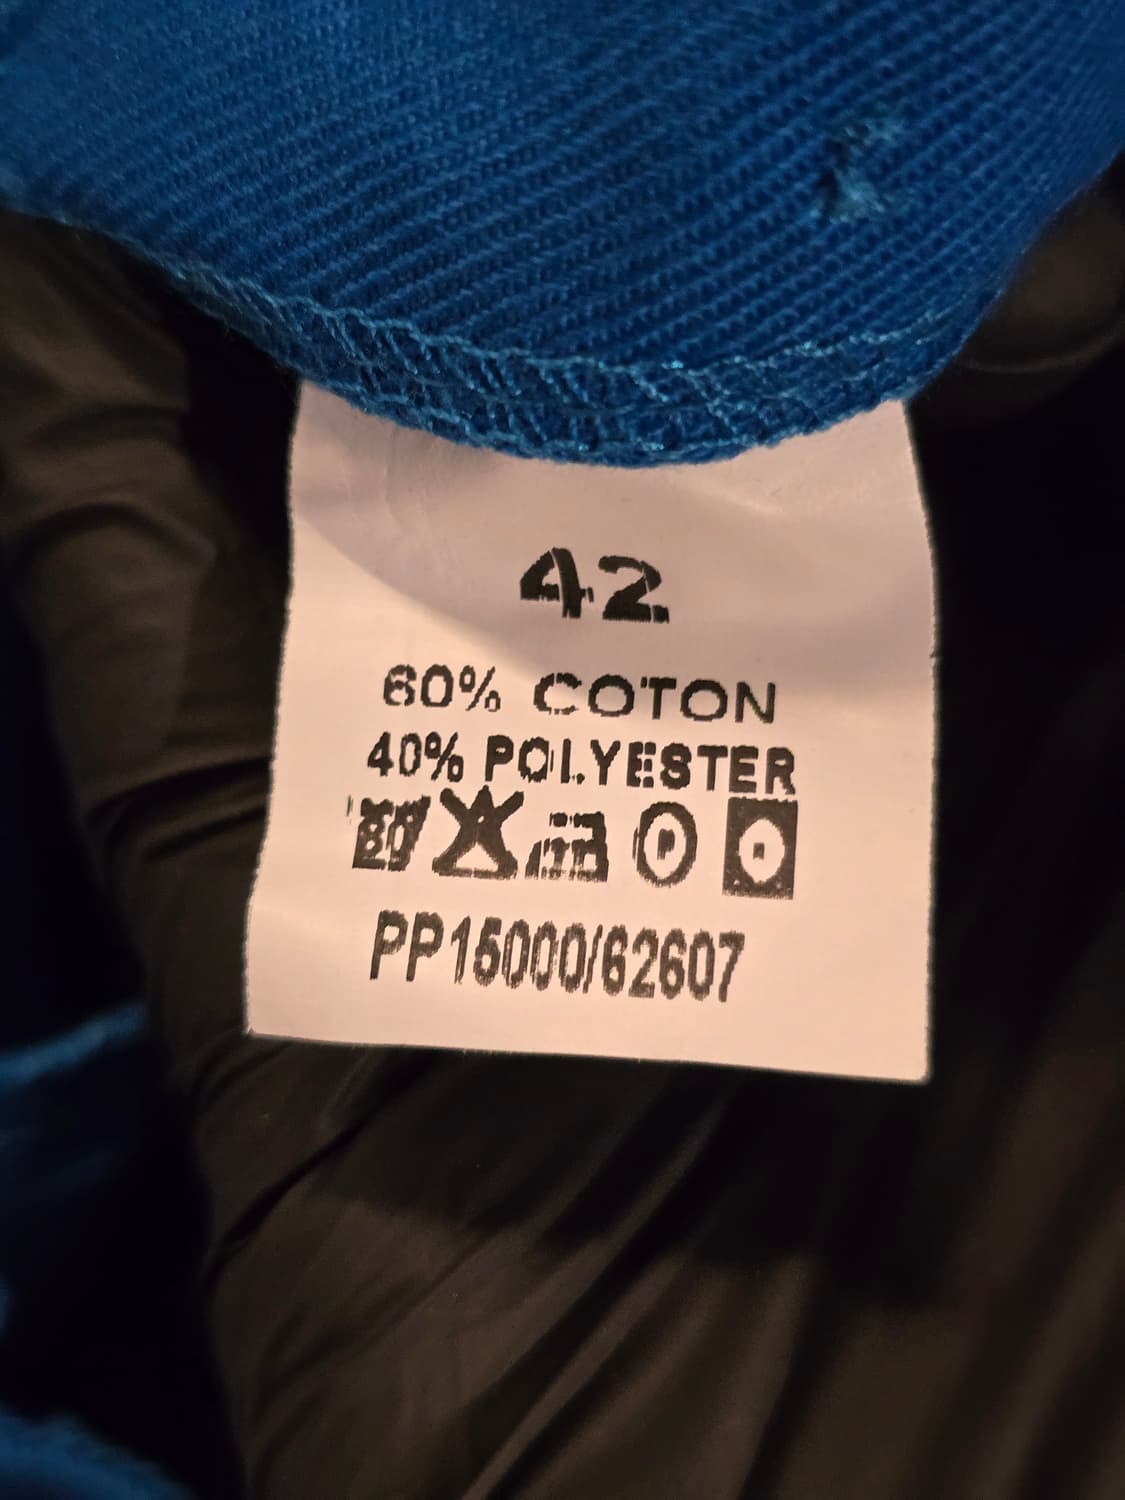 42
60% COTON
40% POLYESTER
P
PP15000/62607